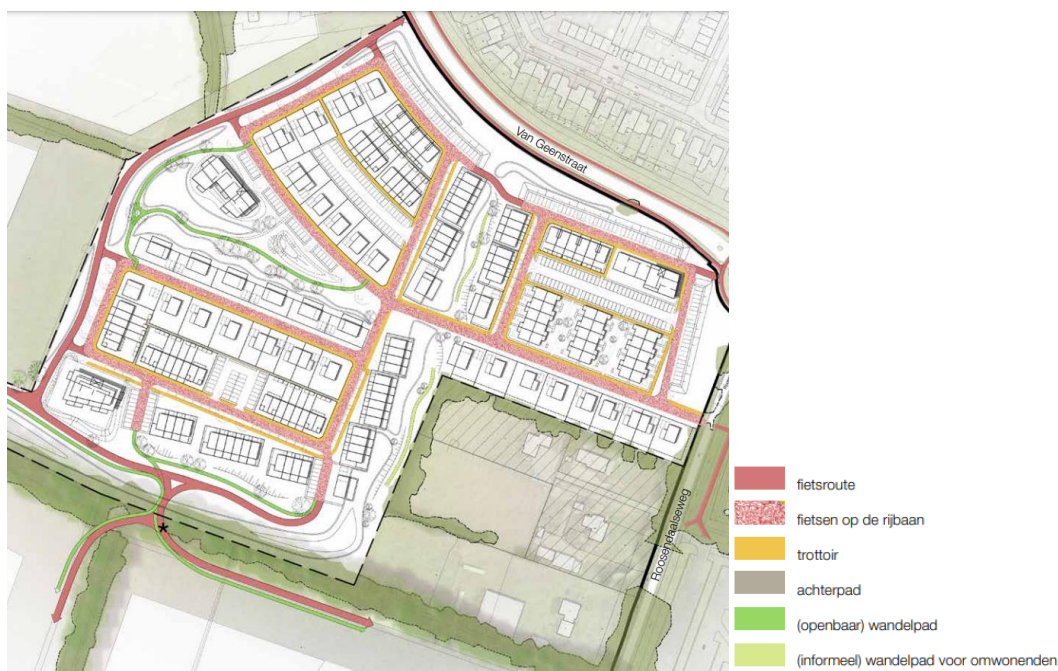 Van Geenstraat
Roosendaalseweg
fietsroute
fietsen op de rijbaan
trottoir
achterpad
(openbaar) wandelpad
(informeel) wandelpad voor omwonenden